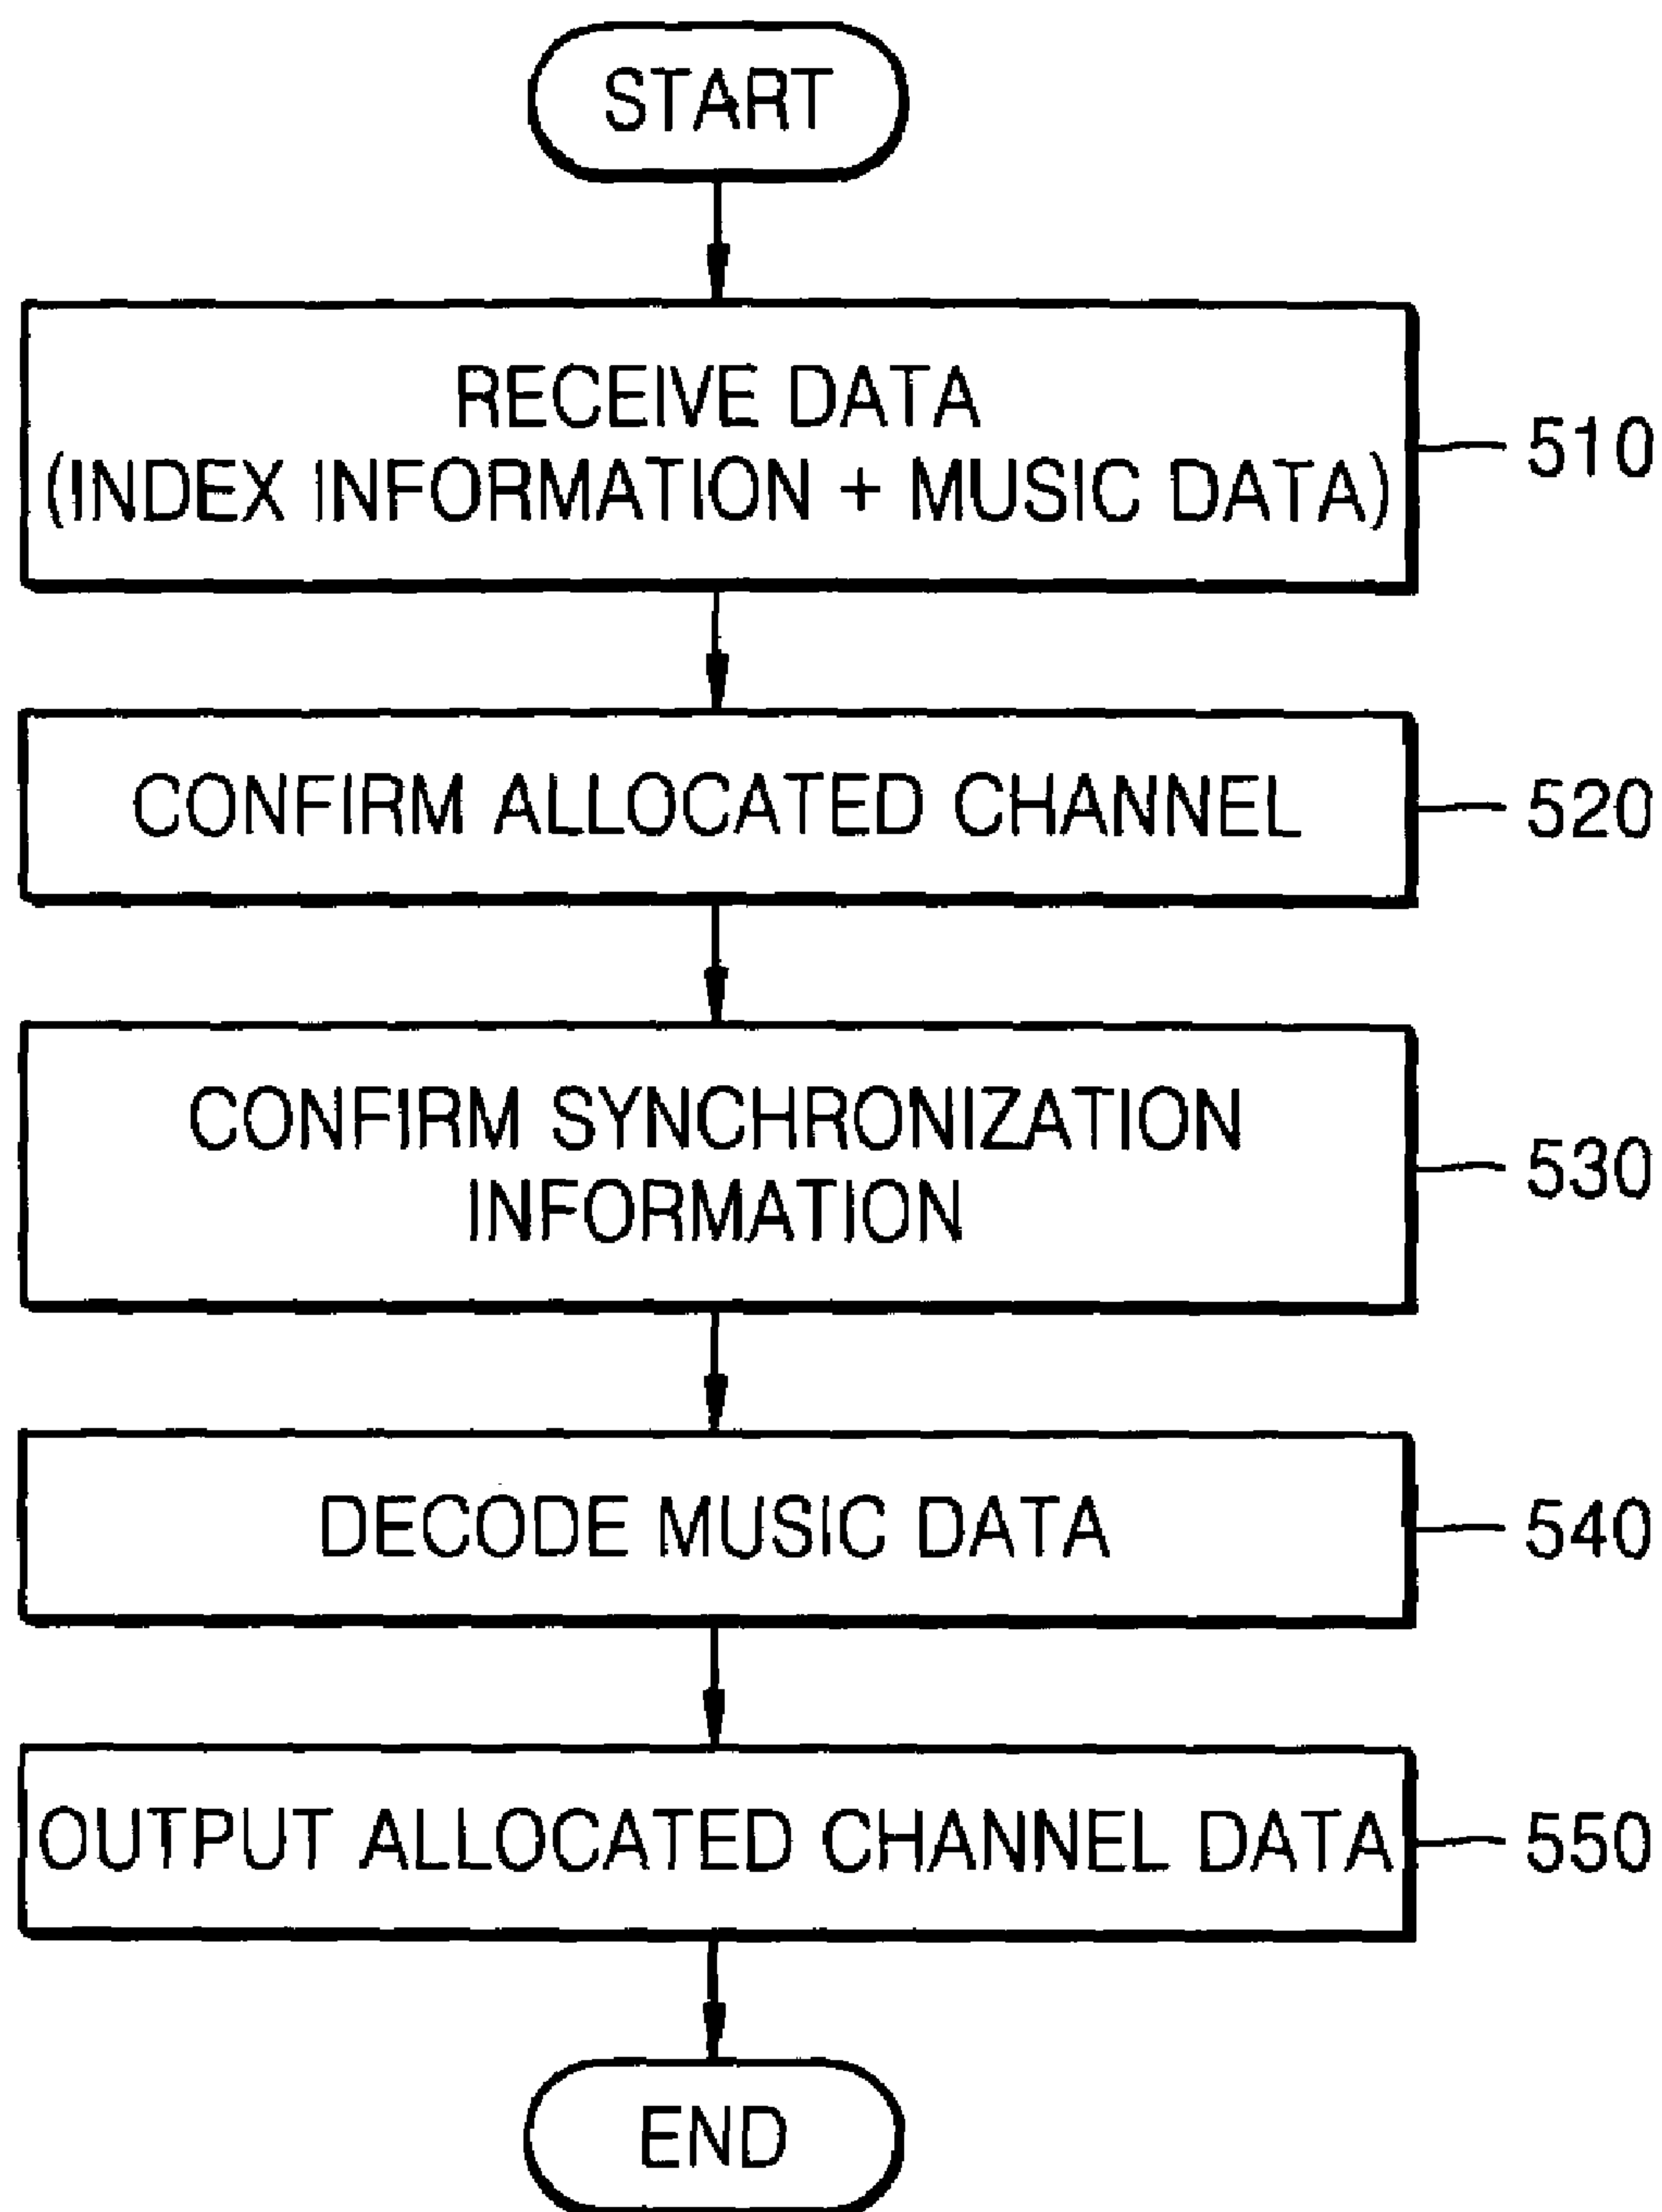 START
RECEIVE DATA
(INDEX INFORMATION + MUSIC DATA)
510
CONFIRM ALLOCATED CHANNEL
520
CONFIRM SYNCHRONIZATION
INFORMATION
530
DECODE MUSIC DATA
540
OUTPUT ALLOCATED CHANNEL DATA
550
END